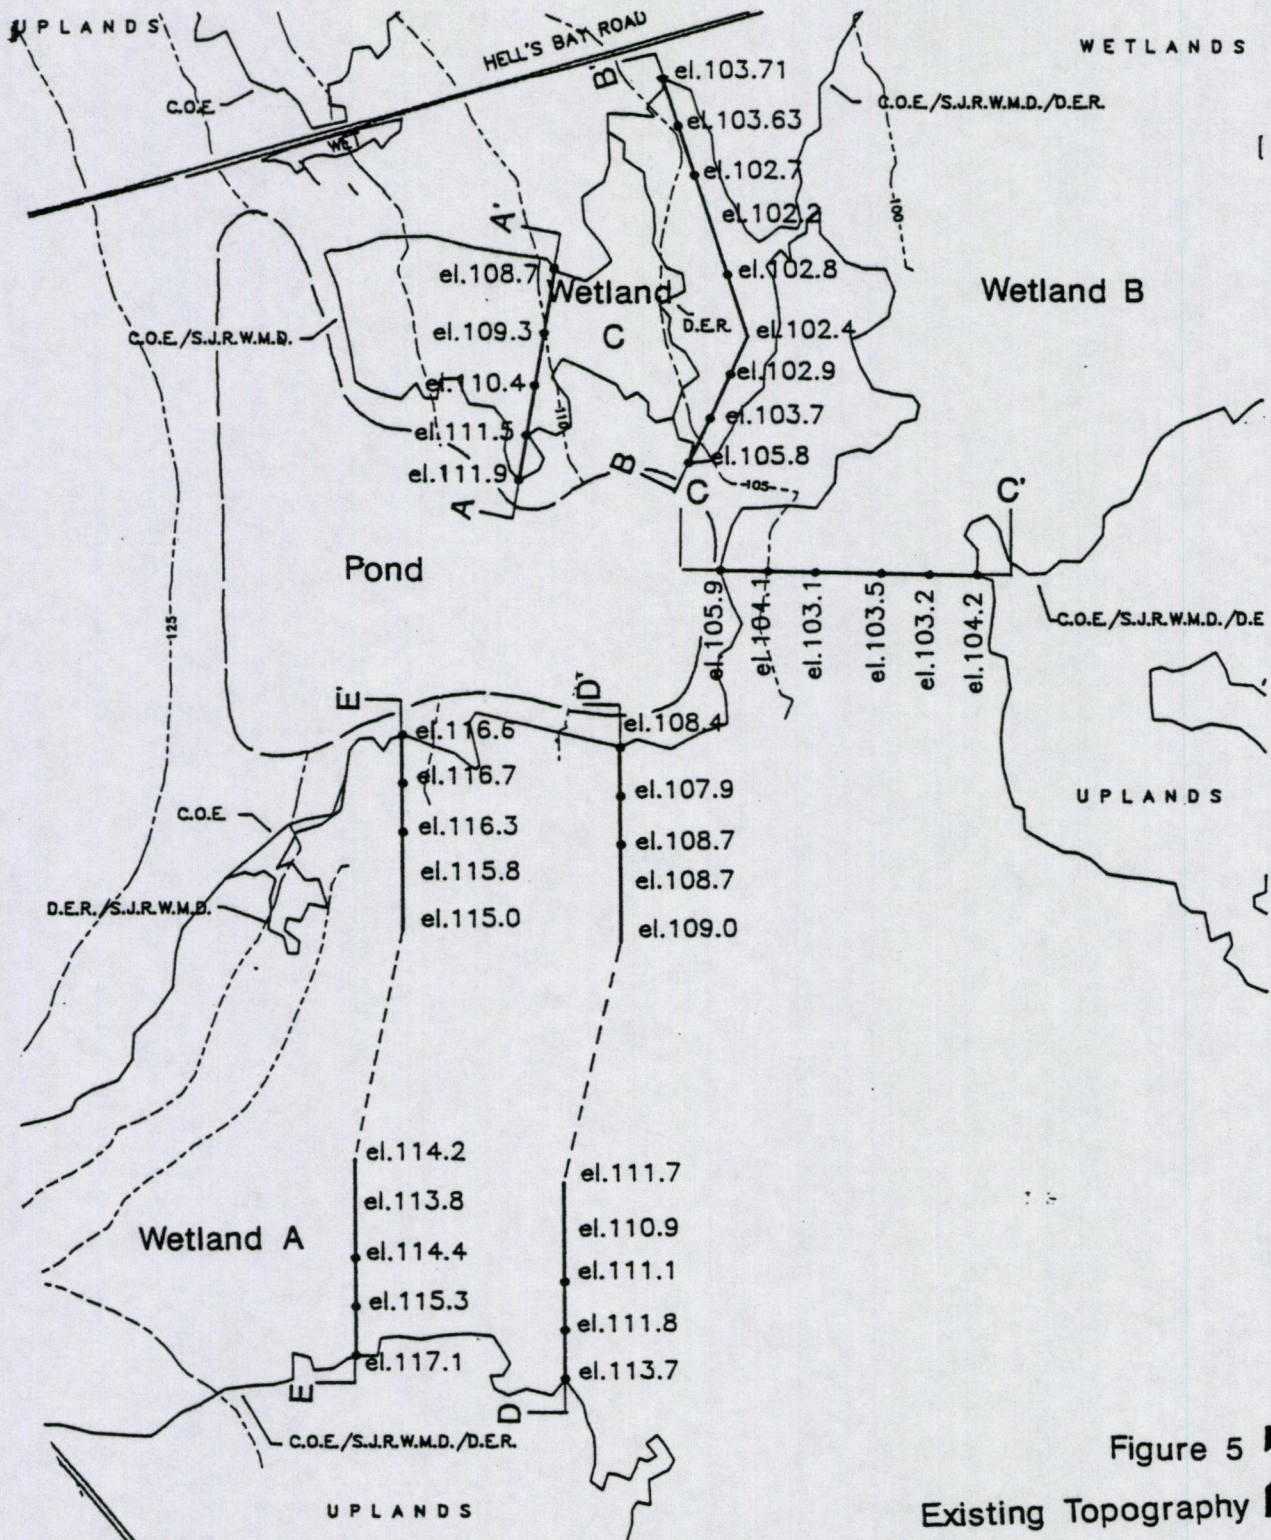 UPLANDS
HELL'S BAY ROAD
WETLANDS
C.O.E.
WET
B'
el.103.71
C.O.E./S.J.R.W.M.D./D.E.R.
el.103.63
el.102.7
el.102.2
-100-
A'
el.108.7
Wetland
C
el.102.8
Wetland B
C.O.E./S.J.R.W.M.D.
el.109.3
D.E.R.
el.102.4
el.110.4
el.102.9
-110-
el.111.5
el.103.7
el.111.9
B
el.105.8
A
C
-105-
C'
Pond
-125-
el.105.9
el.104.1
el.103.1
el.103.5
el.103.2
el.104.2
C.O.E./S.J.R.W.M.D./D.E
E'
D'
el.116.6
el.108.4
el.116.7
el.107.9
UPLANDS
C.O.E.
el.116.3
el.108.7
el.115.8
el.108.7
D.E.R./S.J.R.W.M.D.
el.115.0
el.109.0
el.114.2
el.111.7
el.113.8
el.110.9
Wetland A
el.114.4
el.111.1
el.115.3
el.111.8
el.117.1
el.113.7
E
D
C.O.E./S.J.R.W.M.D./D.E.R.
Figure 5
UPLANDS
Existing Topography